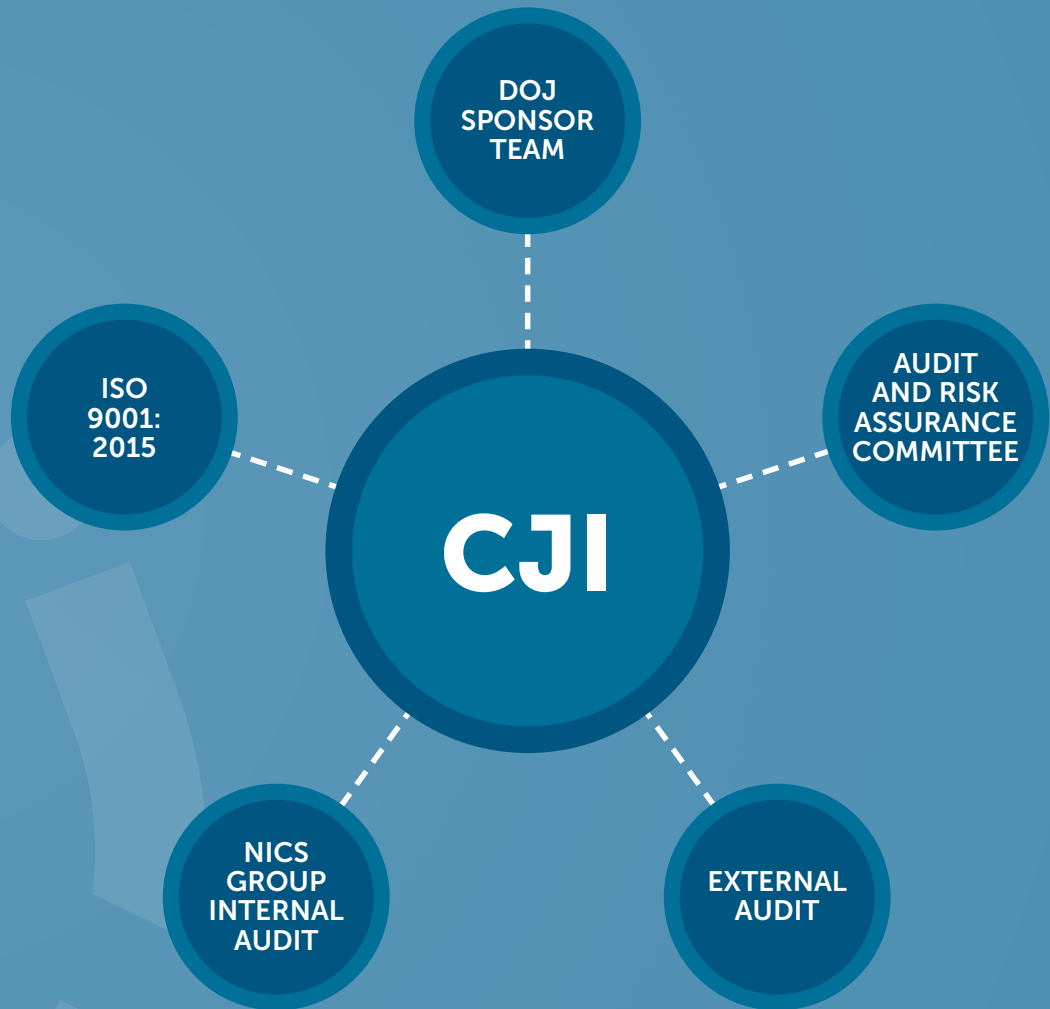 DOJ
SPONSOR
TEAM
ISO
9001:
2015
AUDIT
AND RISK
ASSURANCE
COMMITTEE
CJI
NICS
GROUP
INTERNAL
AUDIT
EXTERNAL
AUDIT